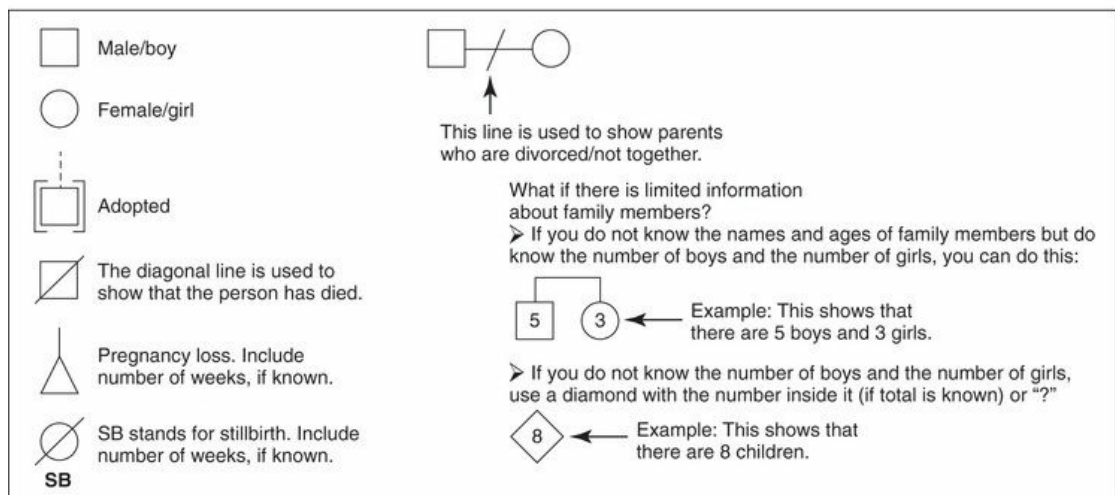 Male/boy
Female/girl
Adopted
The diagonal line is used to
show that the person has died.
Pregnancy loss. Include
number of weeks, if known.
SB stands for stillbirth. Include
number of weeks, if known.
SB
This line is used to show parents
who are divorced/not together.
What if there is limited information
about family members?
➢ If you do not know the names and ages of family members but do
know the number of boys and the number of girls, you can do this:
5
3
Example: This shows that
there are 5 boys and 3 girls.
➢ If you do not know the number of boys and the number of girls,
use a diamond with the number inside it (if total is known) or “?”
8
Example: This shows that
there are 8 children.